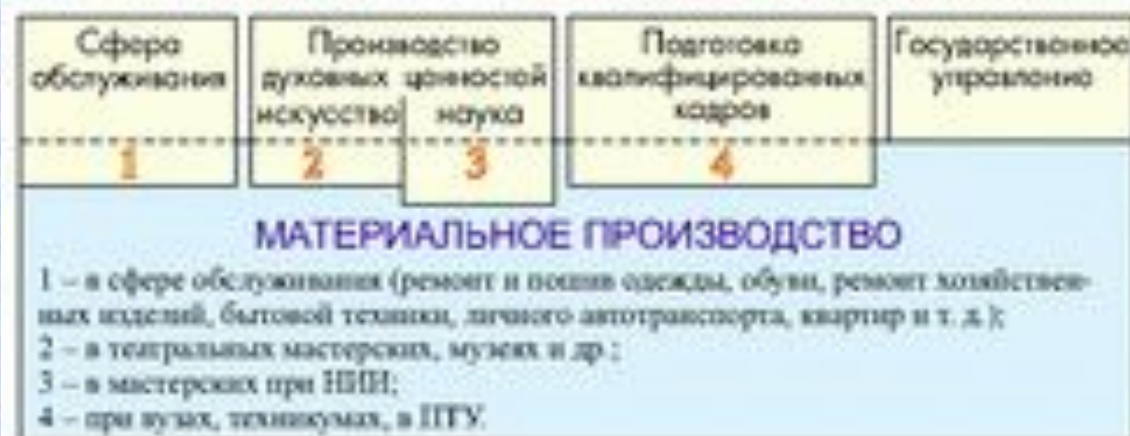 Сфера
обслуживания
Производство
духовных ценностей
искусство наука
Подготовка
квалифицированных
кадров
Государственное
управление
1 2 3 4
МАТЕРИАЛЬНОЕ ПРОИЗВОДСТВО
1 – в сфере обслуживания (ремонт и пошив одежды, обуви, ремонт хозяйствен-
ных изделий, бытовой техники, личного автотранспорта, квартир и т. д.);
2 – в театральных мастерских, музеях и др.;
3 – в мастерских при НИИ;
4 – при вузах, техникумах, в ПТУ.